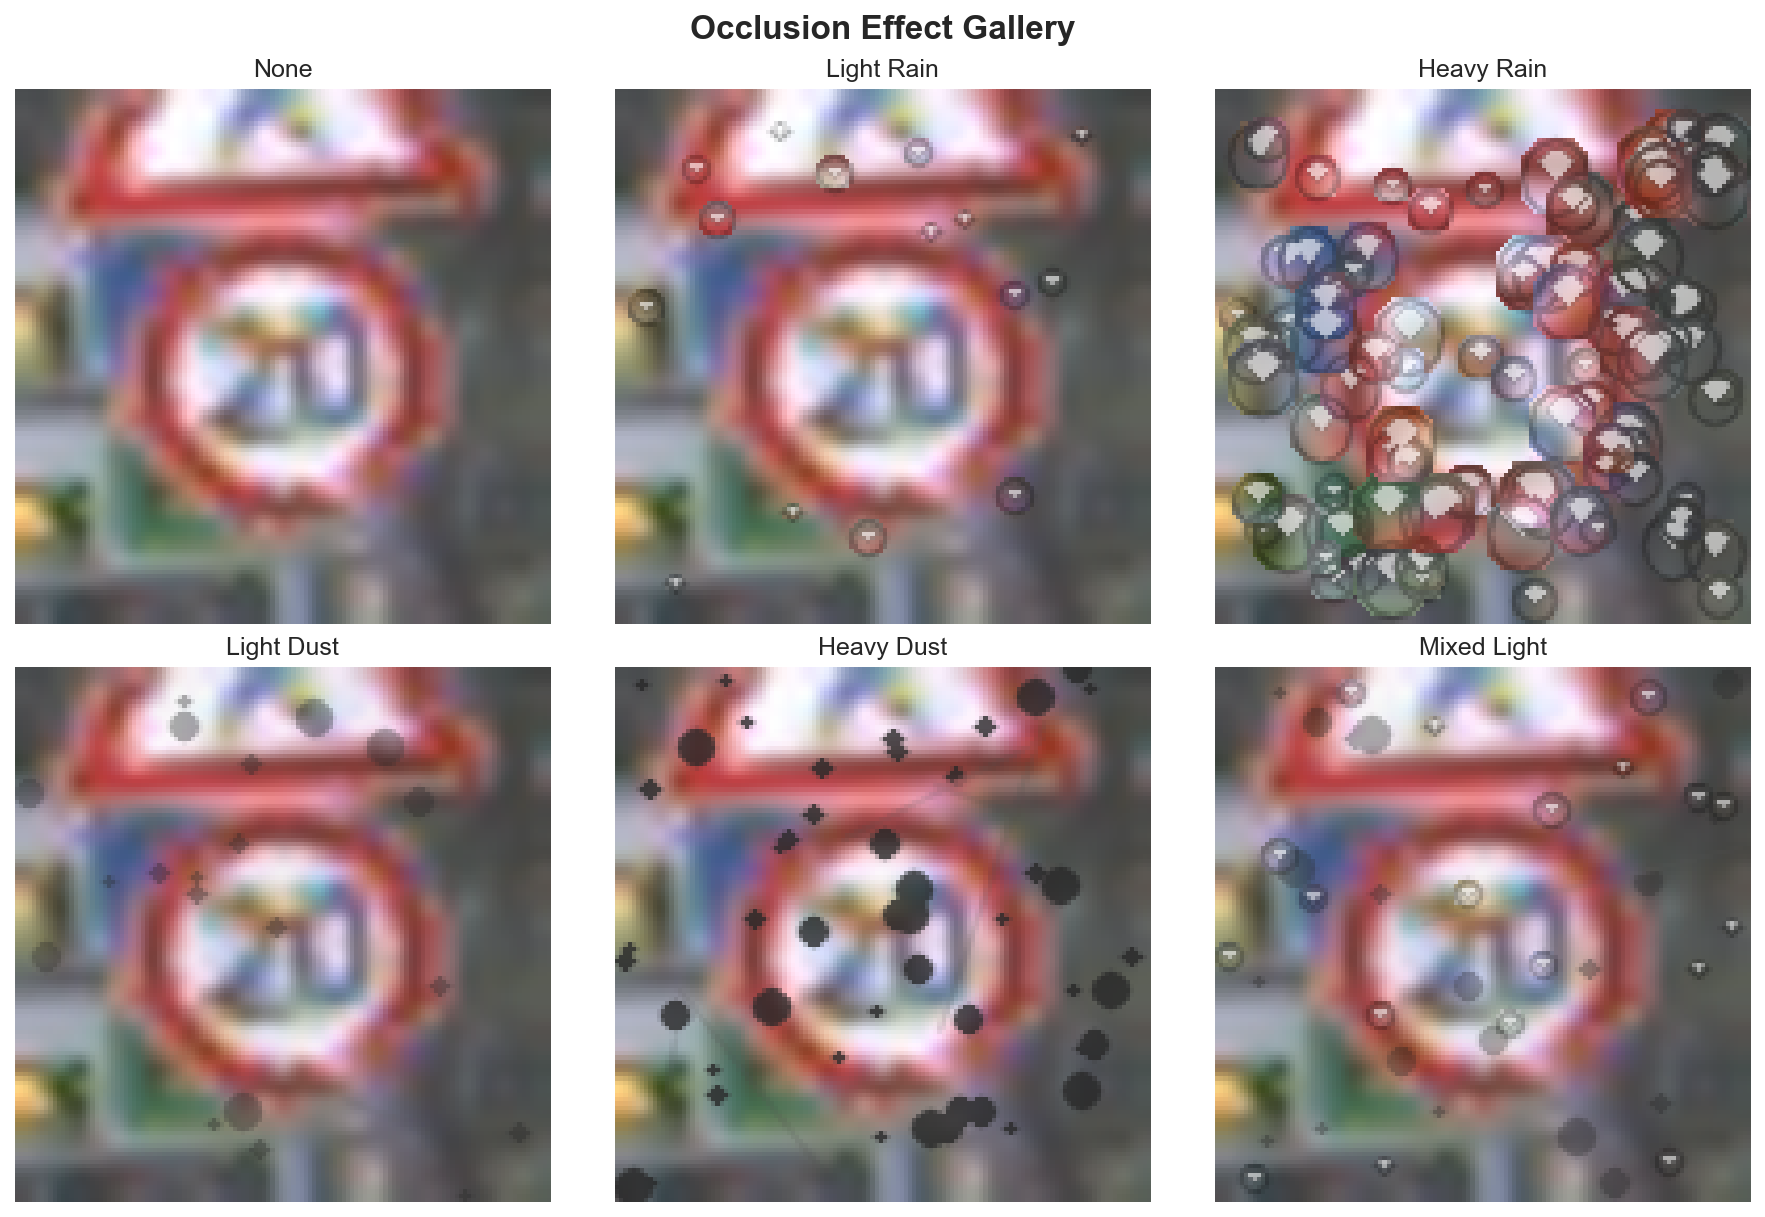 Occlusion Effect Gallery
None
Light Rain
Heavy Rain
Light Dust
Heavy Dust
Mixed Light